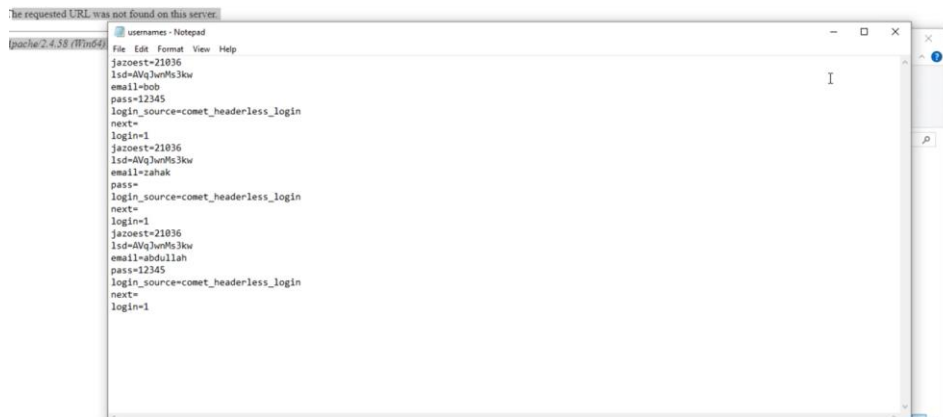 The requested URL was not found on this server.
Apache/2.4.58 (Win64)
usernames - Notepad
File Edit Format View Help
jazoest=21036
lsd=AVqJwnMs3kw
email=bob
pass=12345
login_source=comet_headerless_login
next=
login=1
jazoest=21036
lsd=AVqJwnMs3kw
email=zahak
pass=
login_source=comet_headerless_login
next=
login=1
jazoest=21036
lsd=AVqJwnMs3kw
email=abdullah
pass=12345
login_source=comet_headerless_login
next=
login=1